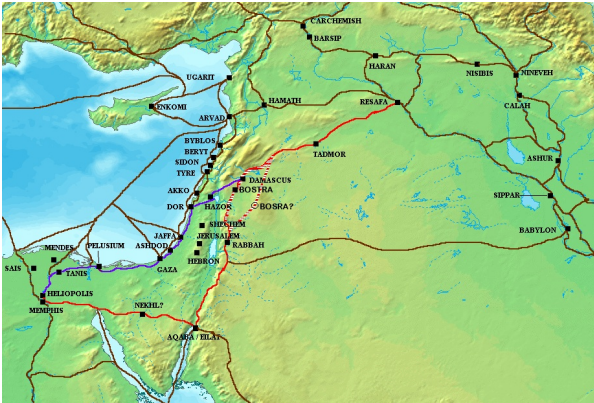 CARCHEMISH
BARSIP
HARAN
NISIBIS
NINEVEH
UGARIT
CALAH
ENKOMI
HAMATH
RESAFA
ARVAD
BYBLOS
BERYT
TADMOR
SIDON
ASHUR
TYRE
DAMASCUS
BOSTRA
AKKO
SIPPAR
HAZOR
DOR
BOSRA?
SHECHEM
BABYLON
JAFFA
JERUSALEM
ASHDOD
RABBAH
MENDES
PELUSIUM
HEBRON
GAZA
SAIS
TANIS
HELIOPOLIS
MEMPHIS
NEKHL?
AQABA / EILAT